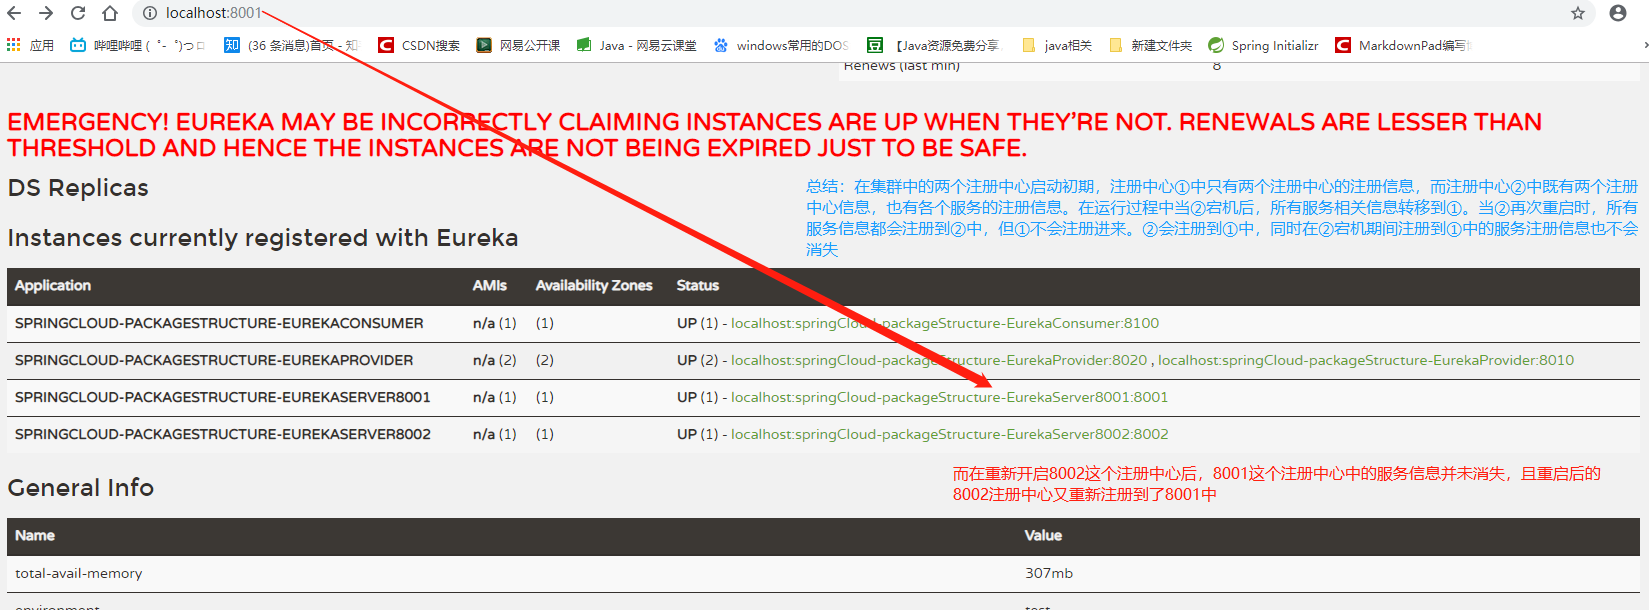 localhost:8001
应用 哔哩哔哩 ( ゜- ゜)つロ 知 (36 条消息)首页 - 知 CSDN搜索 网易公开课 Java - 网易云课堂 windows常用的DOS 豆 【Java资源免费分享 java相关 新建文件夹 Spring Initializr MarkdownPad编写
Renews (last min) 8
EMERGENCY! EUREKA MAY BE INCORRECTLY CLAIMING INSTANCES ARE UP WHEN THEY'RE NOT. RENEWALS ARE LESSER THAN
THRESHOLD AND HENCE THE INSTANCES ARE NOT BEING EXPIRED JUST TO BE SAFE.
DS Replicas
总结：在集群中的两个注册中心启动初期，注册中心①中只有两个注册中心的注册信息，而注册中心②中既有两个注册
中心信息，也有各个服务的注册信息。在运行过程中当②宕机后，所有服务相关信息转移到①。当②再次重启时，所有
服务信息都会注册到②中，但①不会注册进来。②会注册到①中，同时在②宕机期间注册到①中的服务注册信息也不会
消失
Instances currently registered with Eureka
Application AMIs Availability Zones Status
SPRINGCLOUD-PACKAGESTRUCTURE-EUREKACONSUMER n/a (1) (1) UP (1) - localhost:springCloud-packageStructure-EurekaConsumer:8100
SPRINGCLOUD-PACKAGESTRUCTURE-EUREKAPROVIDER n/a (2) (2) UP (2) - localhost:springCloud-packageStructure-EurekaProvider:8020 , localhost:springCloud-packageStructure-EurekaProvider:8010
SPRINGCLOUD-PACKAGESTRUCTURE-EUREKASERVER8001 n/a (1) (1) UP (1) - localhost:springCloud-packageStructure-EurekaServer8001:8001
SPRINGCLOUD-PACKAGESTRUCTURE-EUREKASERVER8002 n/a (1) (1) UP (1) - localhost:springCloud-packageStructure-EurekaServer8002:8002
而在重新开启8002这个注册中心后，8001这个注册中心中的服务信息并未消失，且重启后的
8002注册中心又重新注册到了8001中
General Info
Name Value
total-avail-memory 307mb
environment test